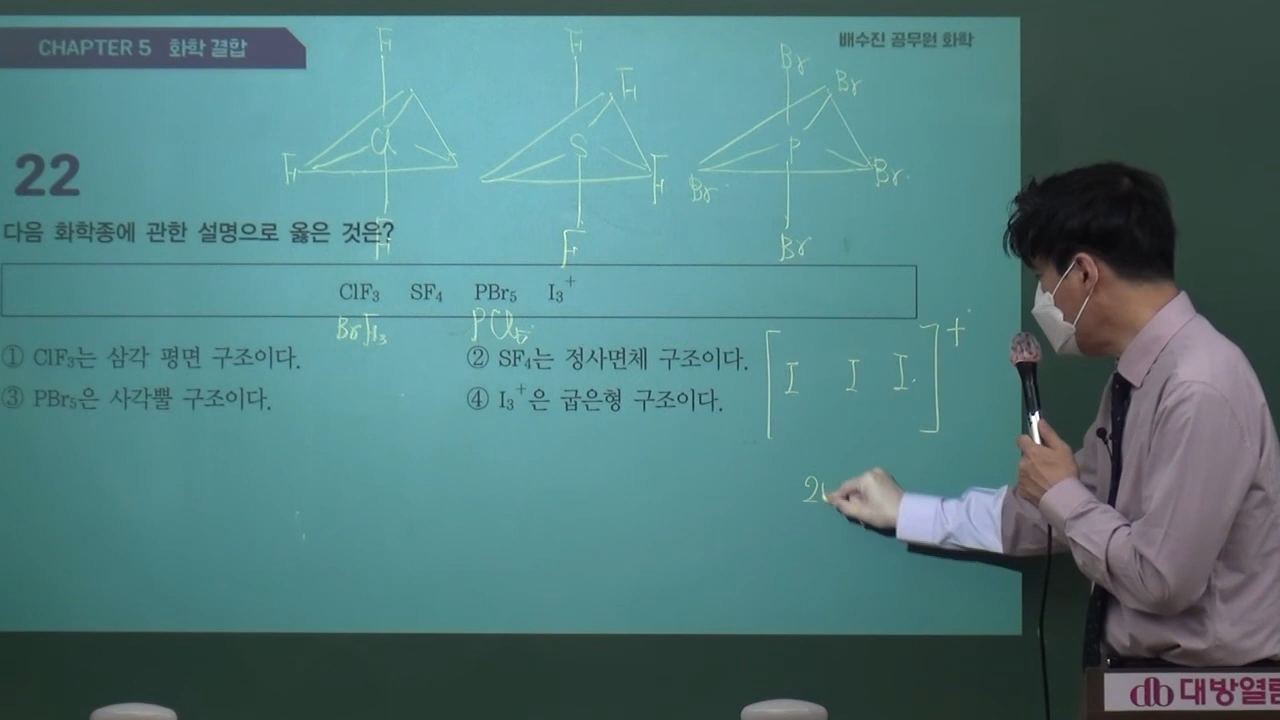 CHAPTER 5 화학 결합
배수진 공무원 화학
F F Br
F Br
Cl S P
F F Br Br
F F Br
22
다음 화학종에 관한 설명으로 옳은 것은?
ClF₃ SF₄ PBr₅ I₃⁺
PCl₅
① ClF₃는 삼각 평면 구조이다.
② SF₄는 정사면체 구조이다.
③ PBr₅은 사각뿔 구조이다.
④ I₃⁺은 굽은형 구조이다.
[I I I]+
2
대방열림